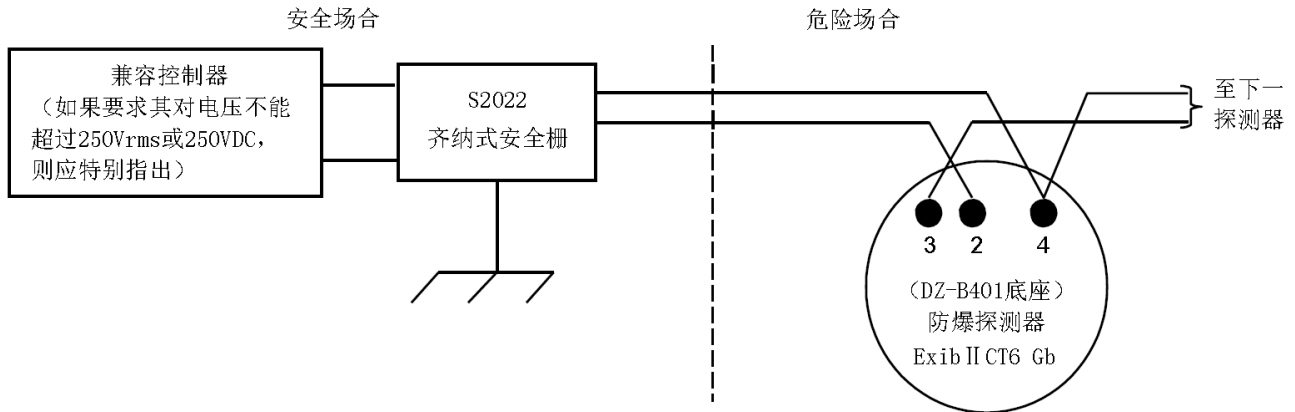 安全场合
危险场合
兼容控制器
（如果要求其对电压不能
超过250Vrms或250VDC，
则应特别指出）
S2022
齐纳式安全栅
至下一
探测器
3 2 4
（DZ-B401底座）
防爆探测器
ExibⅡCT6 Gb